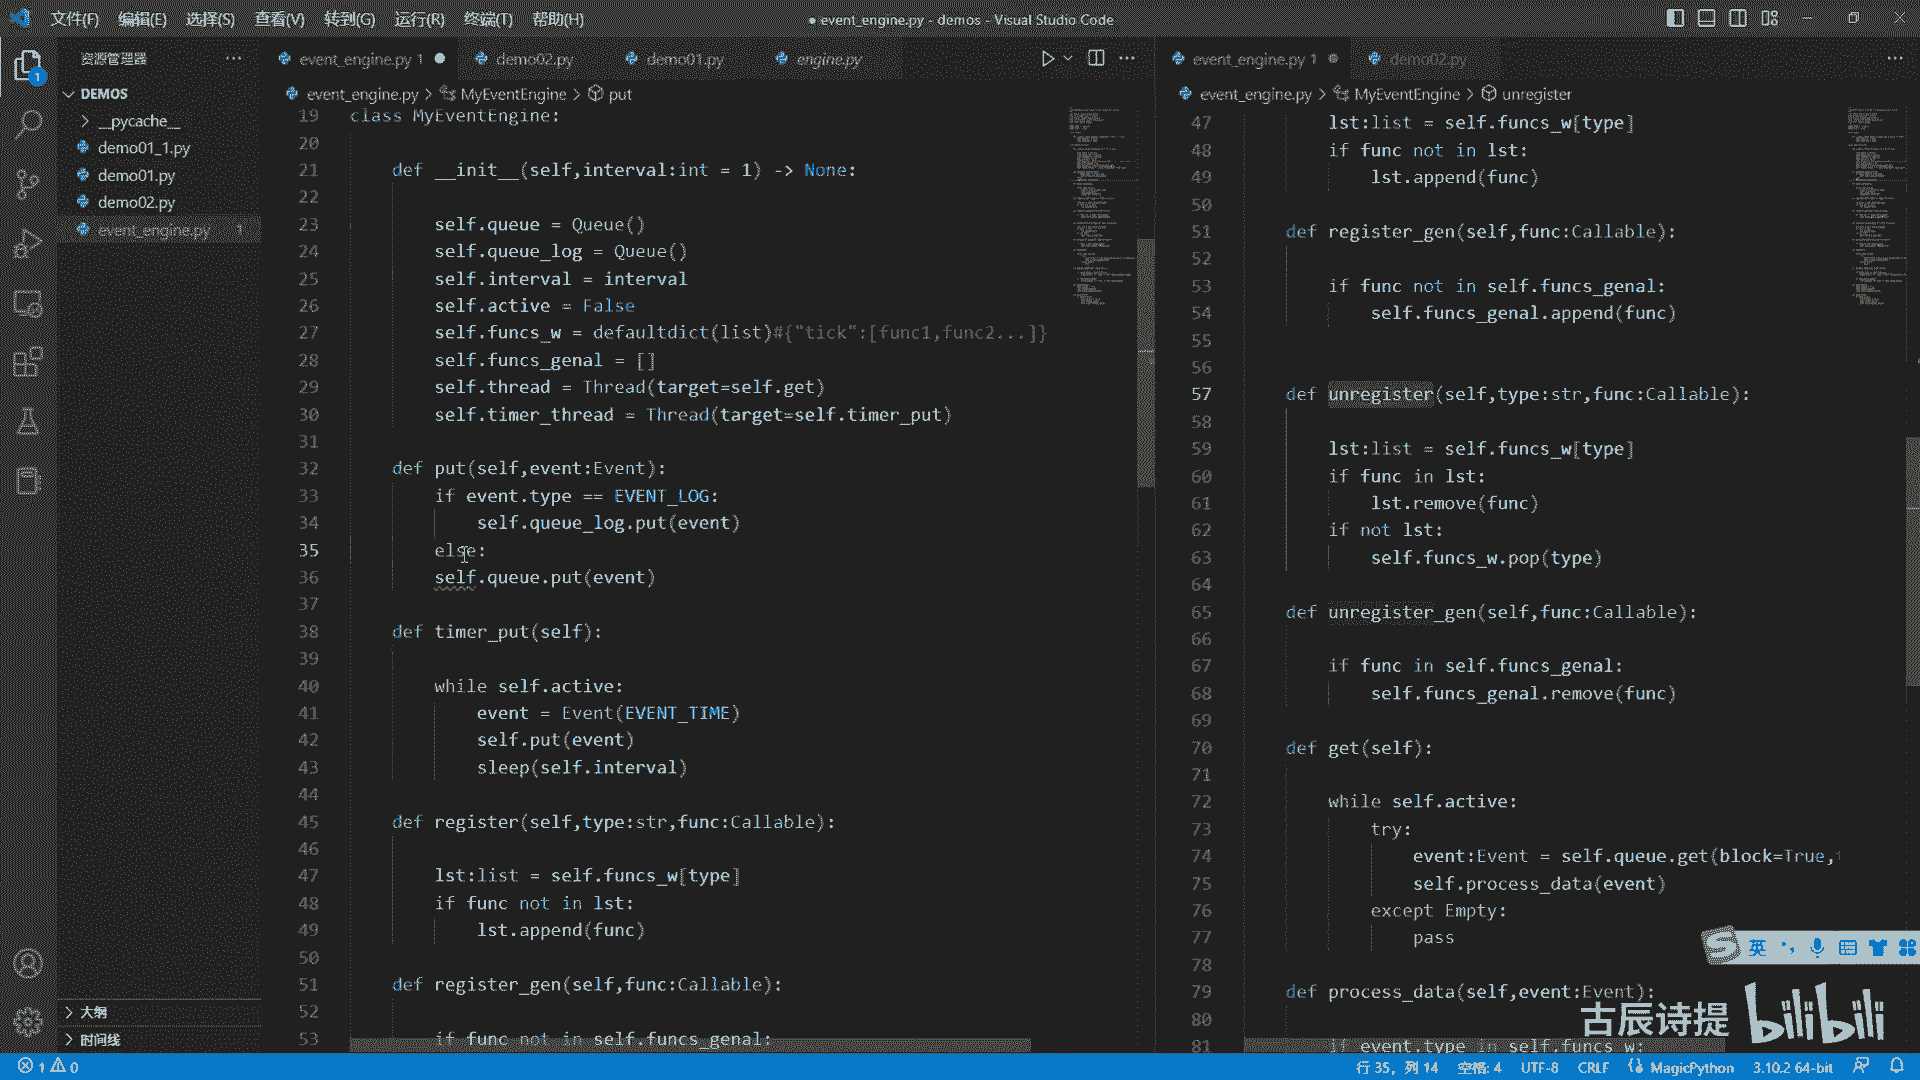 文件(F) 编辑(E) 选择(S) 查看(V) 转到(G) 运行(R) 终端(T) 帮助(H)
● event_engine.py - demos - Visual Studio Code
资源管理器 ···
DEMOS
__pycache__
demo01_1.py
demo01.py
demo02.py
event_engine.py 1
大纲
时间线
event_engine.py 1 ● demo02.py demo01.py engine.py
event_engine.py > MyEventEngine > put
19 class MyEventEngine:
20
21 def __init__(self,interval:int = 1) -> None:
22
23 self.queue = Queue()
24 self.queue_log = Queue()
25 self.interval = interval
26 self.active = False
27 self.funcs_w = defaultdict(list)#{"tick":[func1,func2...]}
28 self.funcs_genal = []
29 self.thread = Thread(target=self.get)
30 self.timer_thread = Thread(target=self.timer_put)
31
32 def put(self,event:Event):
33 if event.type == EVENT_LOG:
34 self.queue_log.put(event)
35 else:
36 self.queue.put(event)
37
38 def timer_put(self):
39
40 while self.active:
41 event = Event(EVENT_TIME)
42 self.put(event)
43 sleep(self.interval)
44
45 def register(self,type:str,func:Callable):
46
47 lst:list = self.funcs_w[type]
48 if func not in lst:
49 lst.append(func)
50
51 def register_gen(self,func:Callable):
52
53 if func not in self.funcs_genal:
event_engine.py 1 ● demo02.py
event_engine.py > MyEventEngine > unregister
47 lst:list = self.funcs_w[type]
48 if func not in lst:
49 lst.append(func)
50
51 def register_gen(self,func:Callable):
52
53 if func not in self.funcs_genal:
54 self.funcs_genal.append(func)
55
56
57 def unregister(self,type:str,func:Callable):
58
59 lst:list = self.funcs_w[type]
60 if func in lst:
61 lst.remove(func)
62 if not lst:
63 self.funcs_w.pop(type)
64
65 def unregister_gen(self,func:Callable):
66
67 if func in self.funcs_genal:
68 self.funcs_genal.remove(func)
69
70 def get(self):
71
72 while self.active:
73 try:
74 event:Event = self.queue.get(block=True,
75 self.process_data(event)
76 except Empty:
77 pass
78
79 def process_data(self,event:Event):
80
81 if event.type in self.funcs_w:
英
古辰诗提 bilibili
1 0
行 35，列 14 空格: 4 UTF-8 CRLF MagicPython 3.10.2 64-bit